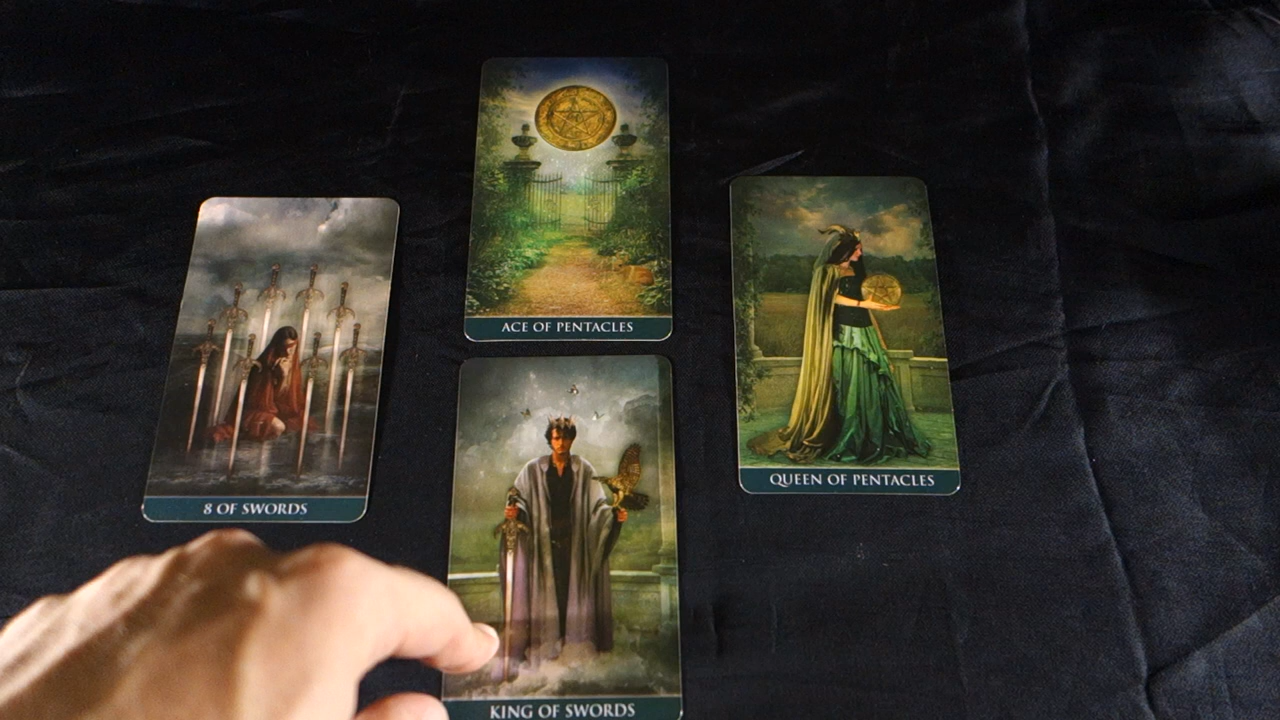 ACE OF PENTACLES
QUEEN OF PENTACLES
8 OF SWORDS
KING OF SWORDS